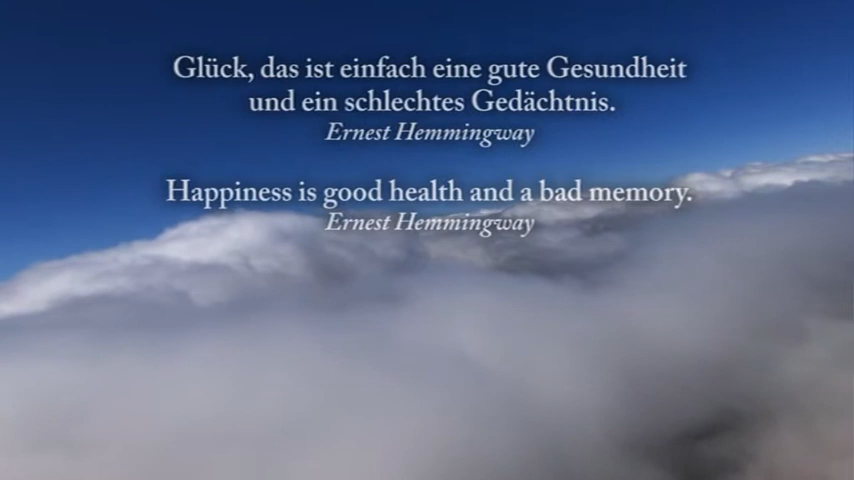 Glück, das ist einfach eine gute Gesundheit
und ein schlechtes Gedächtnis.
Ernest Hemmingway
Happiness is good health and a bad memory.
Ernest Hemmingway